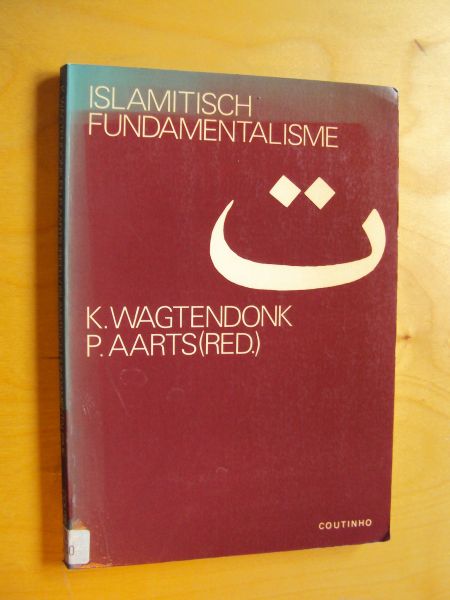 ISLAMITISCH
FUNDAMENTALISME
ت
K. WAGTENDONK
P. AARTS (RED.)
COUTINHO